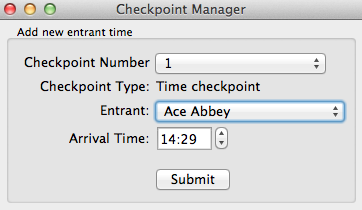 Checkpoint Manager
Add new entrant time
Checkpoint Number 1
Checkpoint Type: Time checkpoint
Entrant: Ace Abbey
Arrival Time: 14:29
Submit